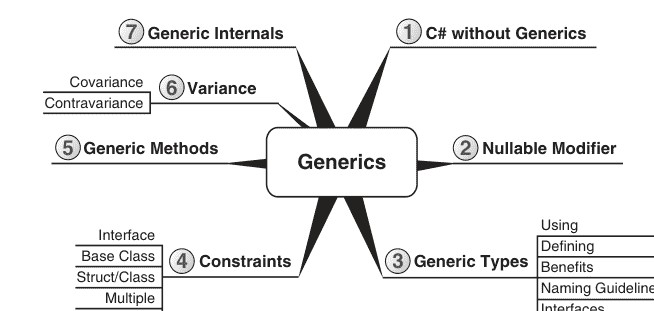 7 Generic Internals
1 C# without Generics
Covariance
Contravariance
6 Variance
5 Generic Methods
Generics
2 Nullable Modifier
Interface
Base Class
Struct/Class
Multiple
4 Constraints
3 Generic Types
Using
Defining
Benefits
Naming Guideline
Interfaces